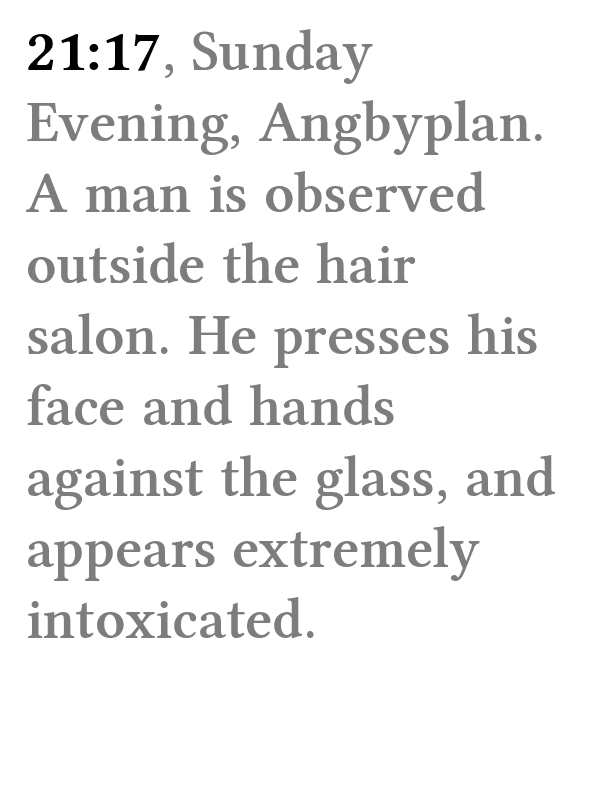 21:17, Sunday
Evening, Angbyplan.
A man is observed
outside the hair
salon. He presses his
face and hands
against the glass, and
appears extremely
intoxicated.